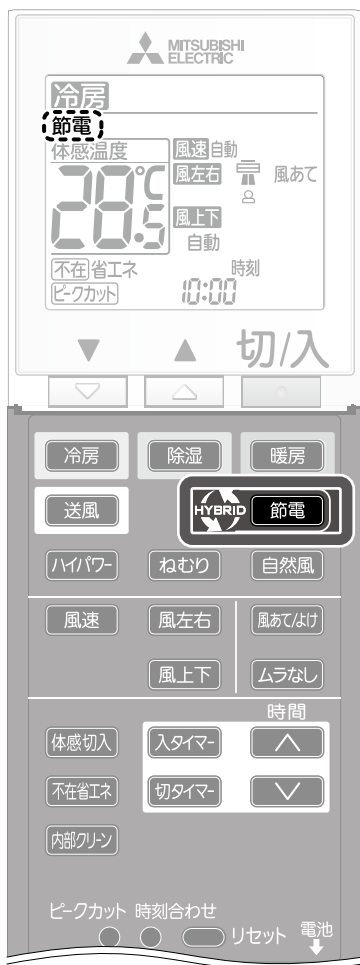 MITSUBISHI
ELECTRIC
冷房
節電
体感温度 風速 自動
28.5℃ 風左右 風あて
風上下
自動
不在 省エネ 時刻
ピークカット 10:00
▼ ▲ 切/入
▽ △
冷房 除湿 暖房
送風 HYBRID 節電
ハイパワー ねむり 自然風
風速 風左右 風あて/よけ
風上下 ムラなし
時間
体感切入 入タイマー ∧
不在省エネ 切タイマー ∨
内部クリーン
ピークカット 時刻合わせ リセット 電池